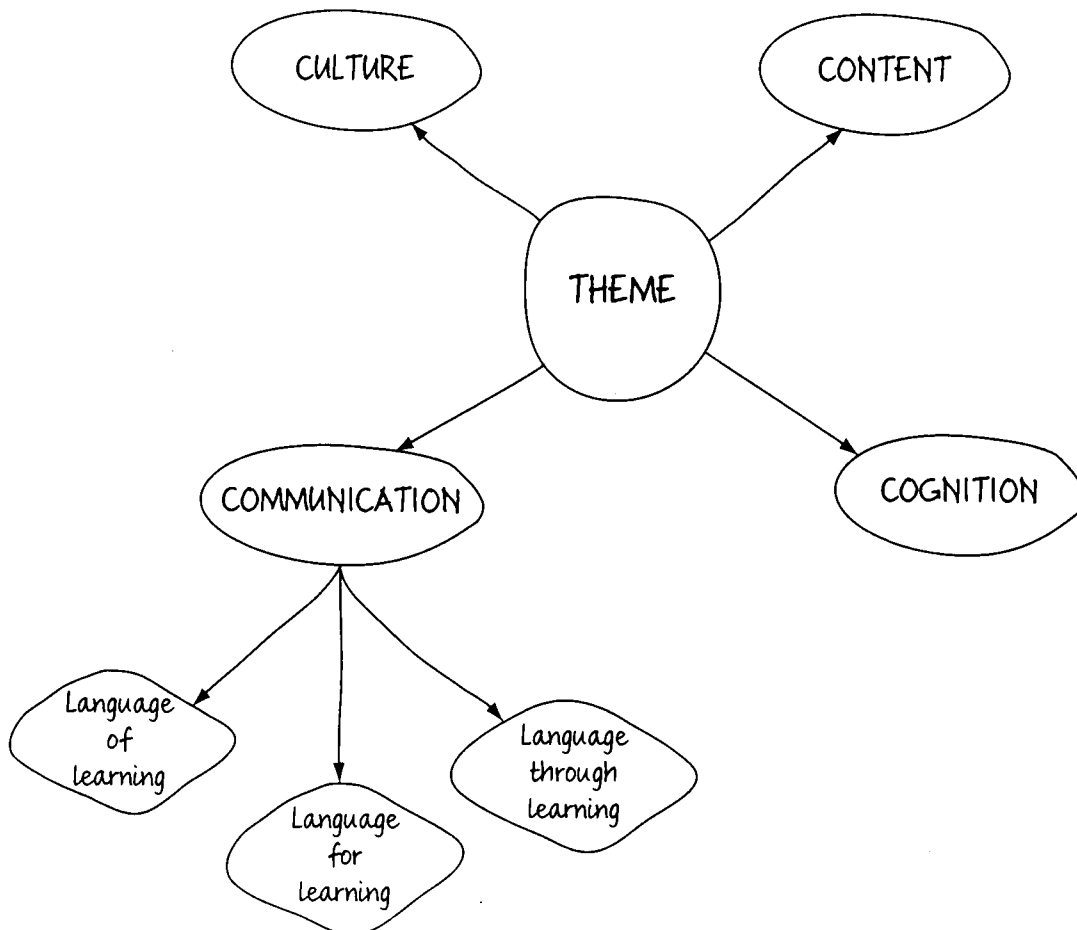 CULTURE
CONTENT
THEME
COMMUNICATION
COGNITION
Language
of
learning
Language
for
learning
Language
through
learning